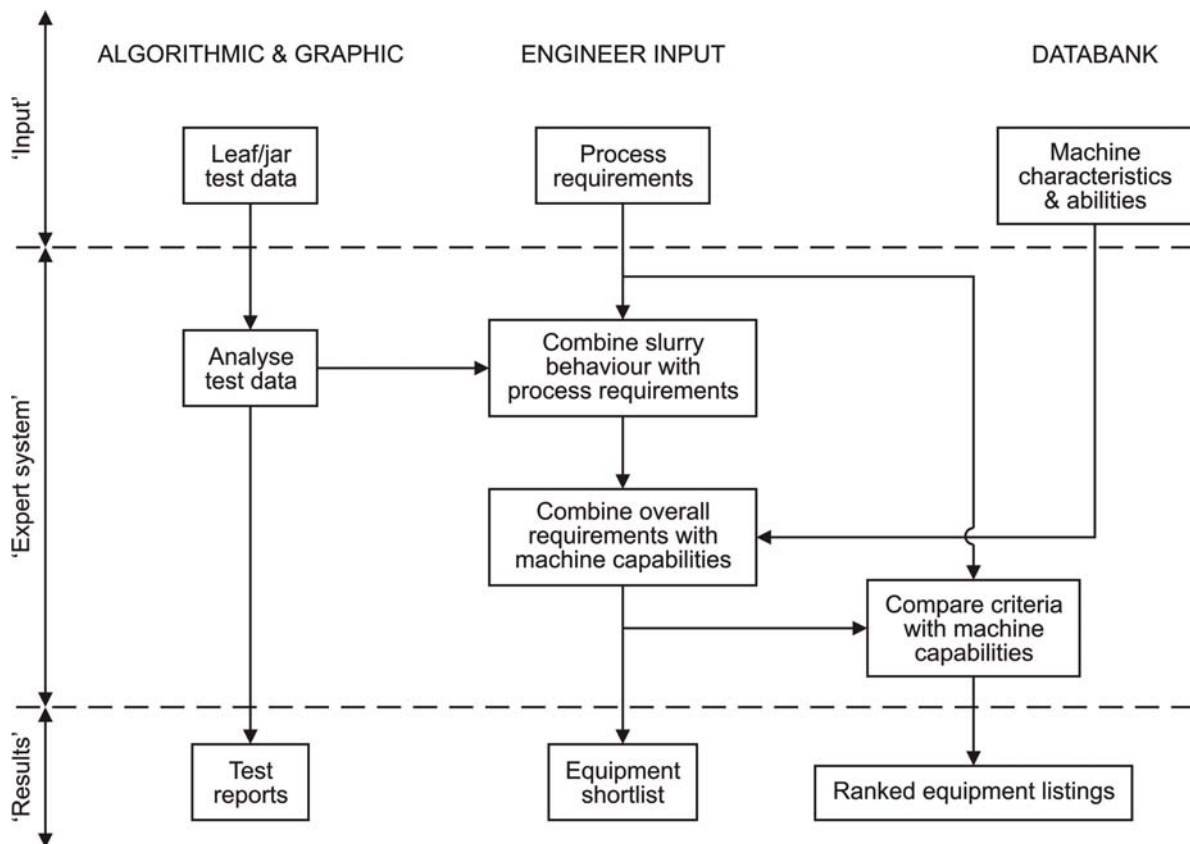 ALGORITHMIC & GRAPHIC
ENGINEER INPUT
DATABANK
‘Input’
Leaf/jar
test data
Process
requirements
Machine
characteristics
& abilities
‘Expert system’
Analyse
test data
Combine slurry
behaviour with
process requirements
Combine overall
requirements with
machine capabilities
Compare criteria
with machine
capabilities
‘Results’
Test
reports
Equipment
shortlist
Ranked equipment listings